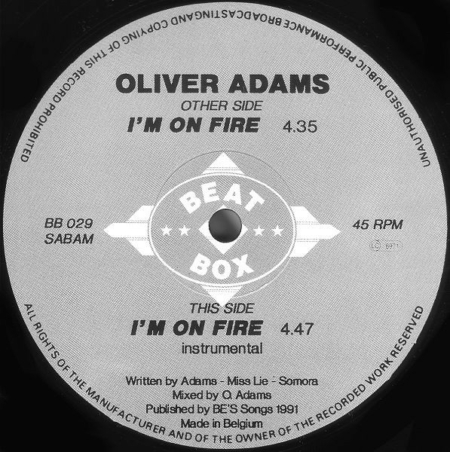 UNAUTHORISED PUBLIC PERFORMANCE BROADCASTING AND COPYING OF THIS RECORD PROHIBITED
OLIVER ADAMS
OTHER SIDE
I'M ON FIRE 4.35
BEAT
BB 029
SABAM
45 RPM
BOX
THIS SIDE
I'M ON FIRE 4.47
instrumental
Written by Adams - Miss Lie - Somora
Mixed by O. Adams
Published by BE'S Songs 1991
Made in Belgium
ALL RIGHTS OF THE MANUFACTURER AND OF THE OWNER OF THE RECORDED WORK RESERVED